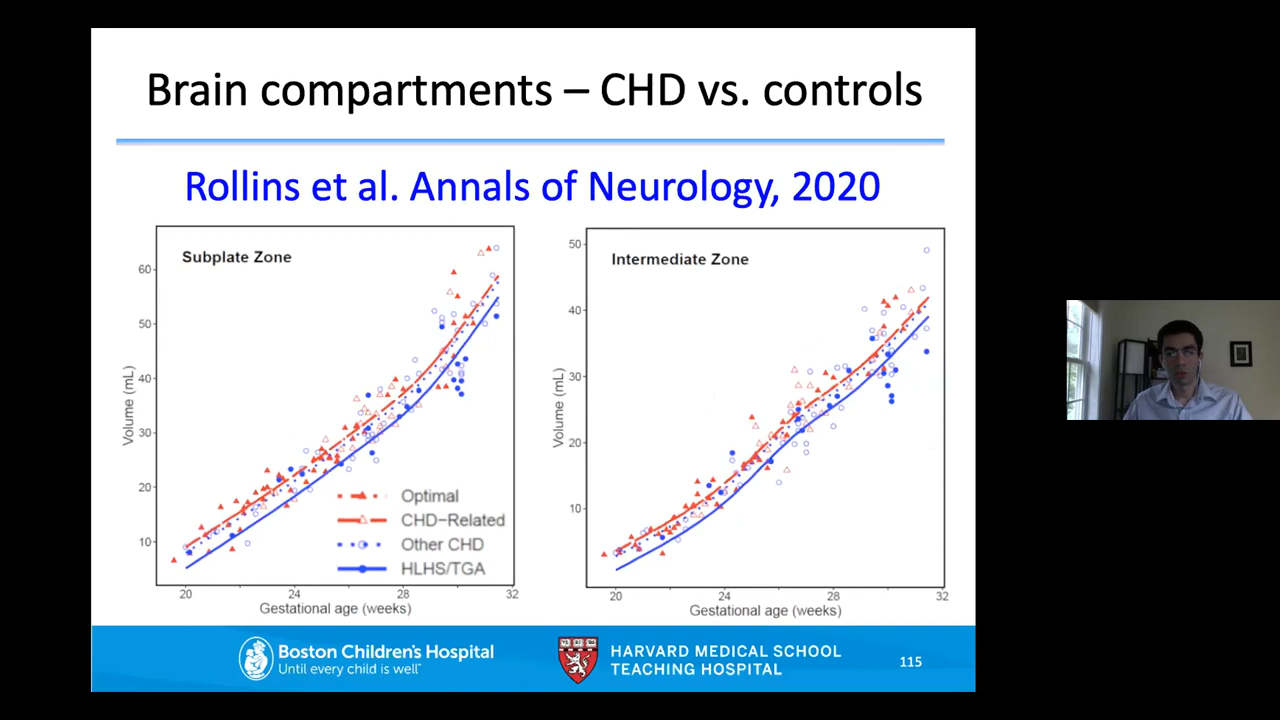 Brain compartments – CHD vs. controls
Rollins et al. Annals of Neurology, 2020
Subplate Zone
60
50
40
30
20
10
Volume (mL)
Optimal
CHD-Related
Other CHD
HLHS/TGA
20 24 28 32
Gestational age (weeks)
Intermediate Zone
50
40
30
20
10
Volume (mL)
20 24 28 32
Gestational age (weeks)
Boston Children's Hospital
Until every child is well™
HARVARD MEDICAL SCHOOL
TEACHING HOSPITAL
115